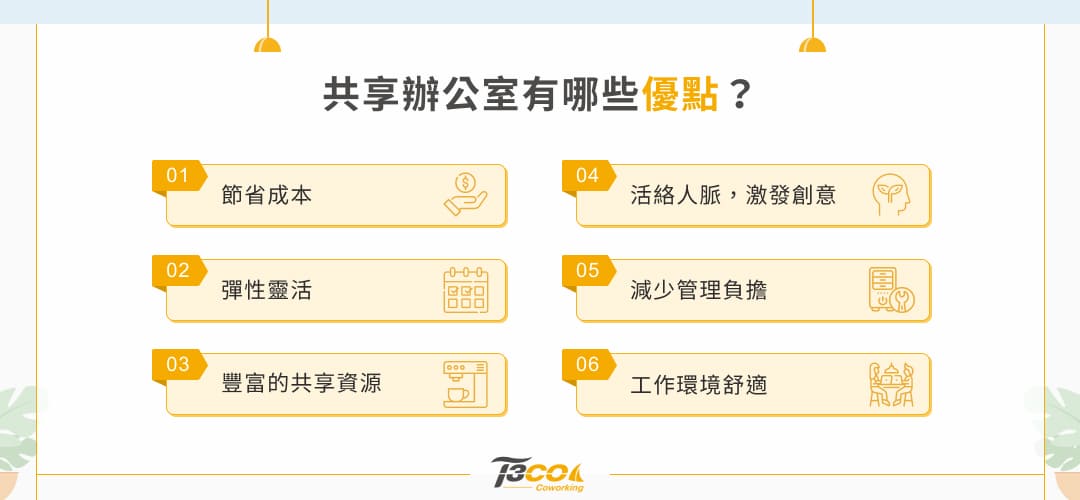 共享辦公室有哪些優點？
01
節省成本
02
彈性靈活
03
豐富的共享資源
04
活絡人脈，激發創意
05
減少管理負擔
06
工作環境舒適
T3CO
Coworking